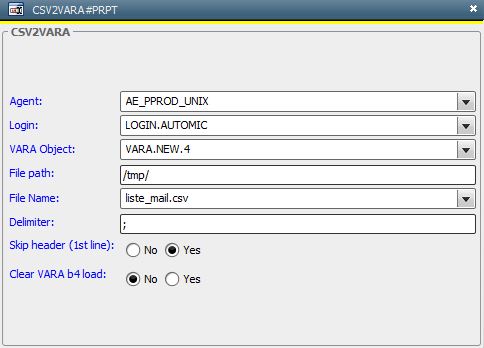 CSV2VARA#PRPT
CSV2VARA
Agent: AE_PPROD_UNIX
Login: LOGIN.AUTOMIC
VARA Object: VARA.NEW.4
File path: /tmp/
File Name: liste_mail.csv
Delimiter: ;
Skip header (1st line): No Yes
Clear VARA b4 load: No Yes